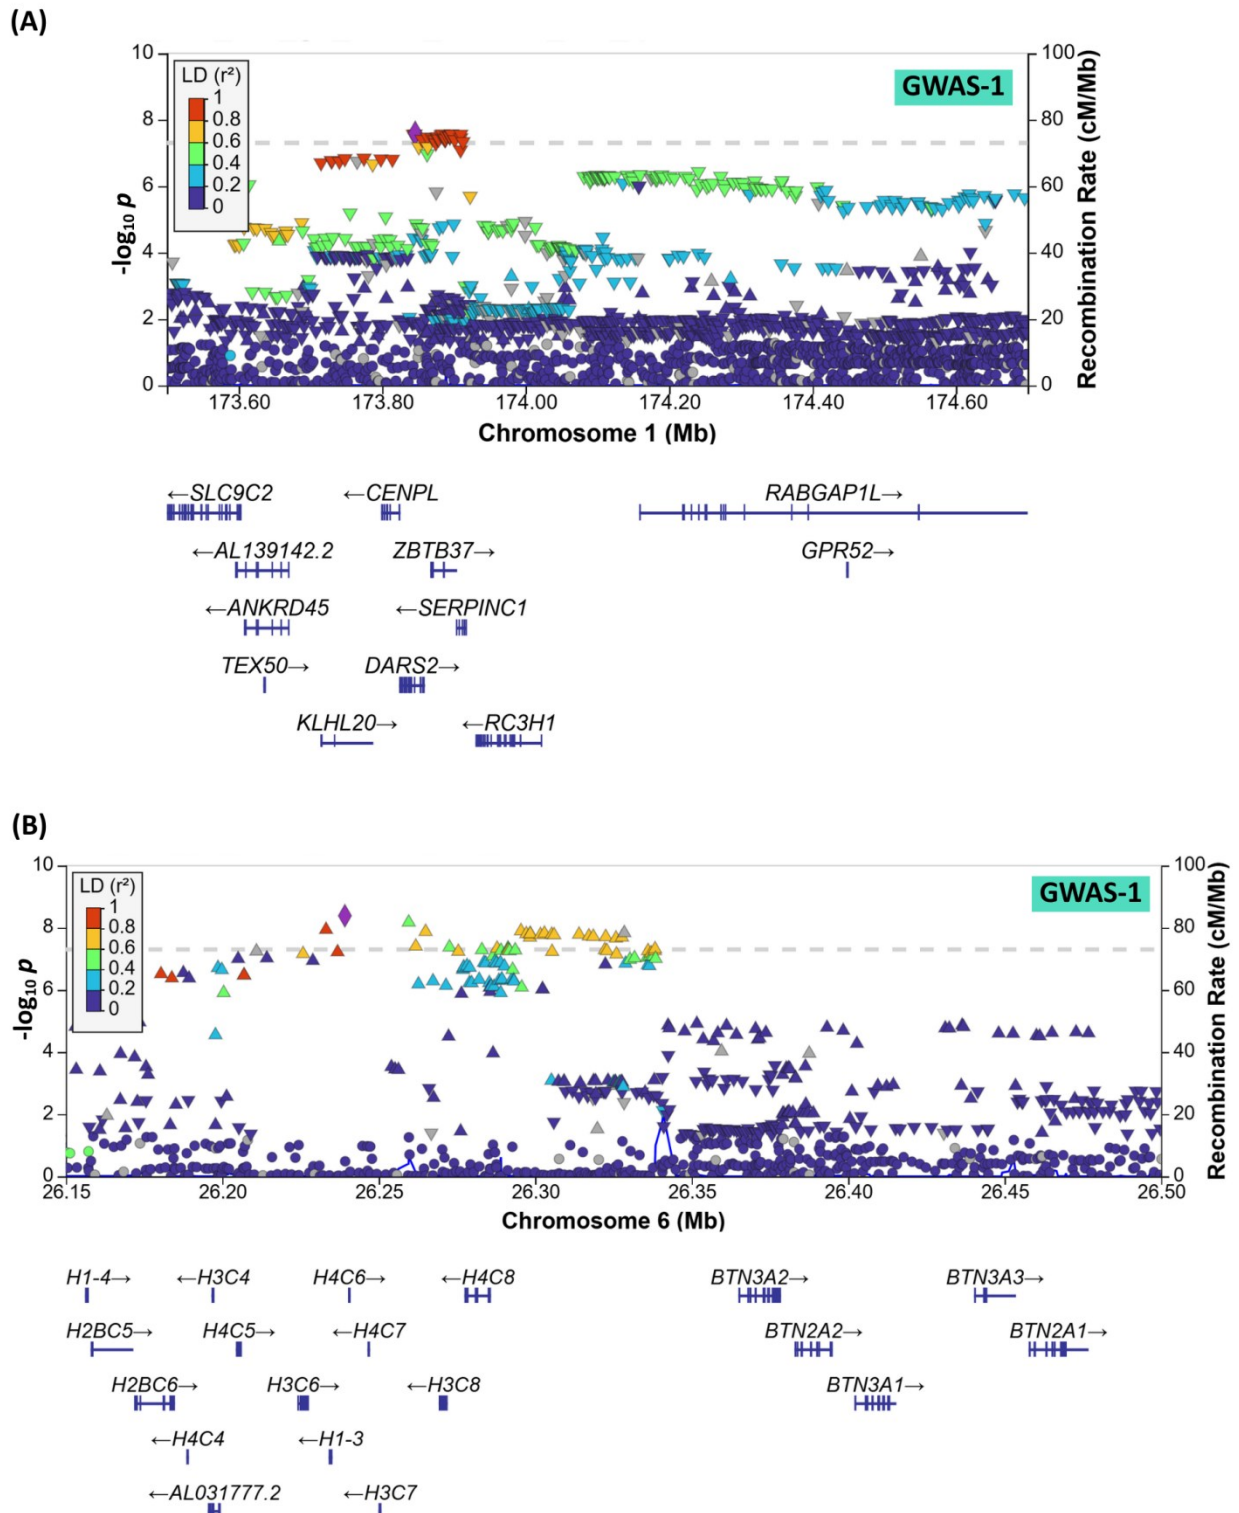 (A)
10
8
6
4
2
0
-log10 p
LD (r²)
1
0.8
0.6
0.4
0.2
0
GWAS-1
100
80
60
40
20
0
Recombination Rate (cM/Mb)
173.60 173.80 174.00 174.20 174.40 174.60
Chromosome 1 (Mb)
←SLC9C2 ←CENPL RABGAP1L→
←AL139142.2 ZBTB37→ GPR52→
←ANKRD45 ←SERPINC1
TEX50→ DARS2→
KLHL20→ ←RC3H1
(B)
10
8
6
4
2
0
-log10 p
LD (r²)
1
0.8
0.6
0.4
0.2
0
GWAS-1
100
80
60
40
20
0
Recombination Rate (cM/Mb)
26.15 26.20 26.25 26.30 26.35 26.40 26.45 26.50
Chromosome 6 (Mb)
H1-4→ ←H3C4 H4C6→ ←H4C8 BTN3A2→ BTN3A3→
H2BC5→ H4C5→ ←H4C7 BTN2A2→ BTN2A1→
H2BC6→ H3C6→ ←H3C8 BTN3A1→
←H4C4 ←H1-3
←AL031777.2 ←H3C7